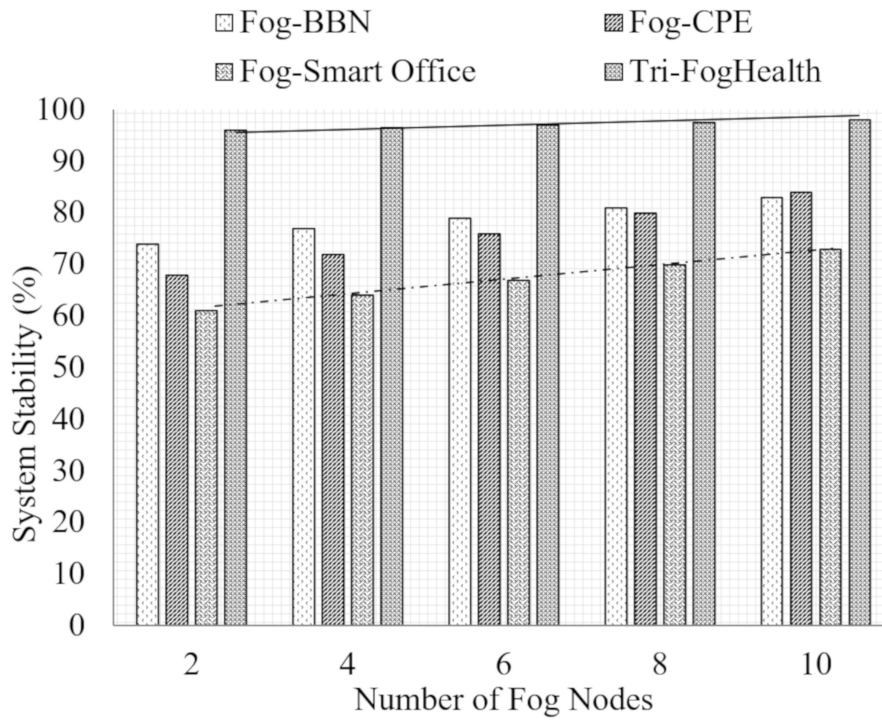 Fog-BBN Fog-CPE
Fog-Smart Office Tri-FogHealth
System Stability (%)
100
90
80
70
60
50
40
30
20
10
0
2 4 6 8 10
Number of Fog Nodes